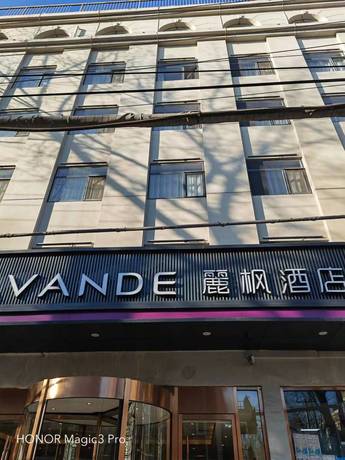 VANDE 麗枫酒店
HONOR Magic3 Pro